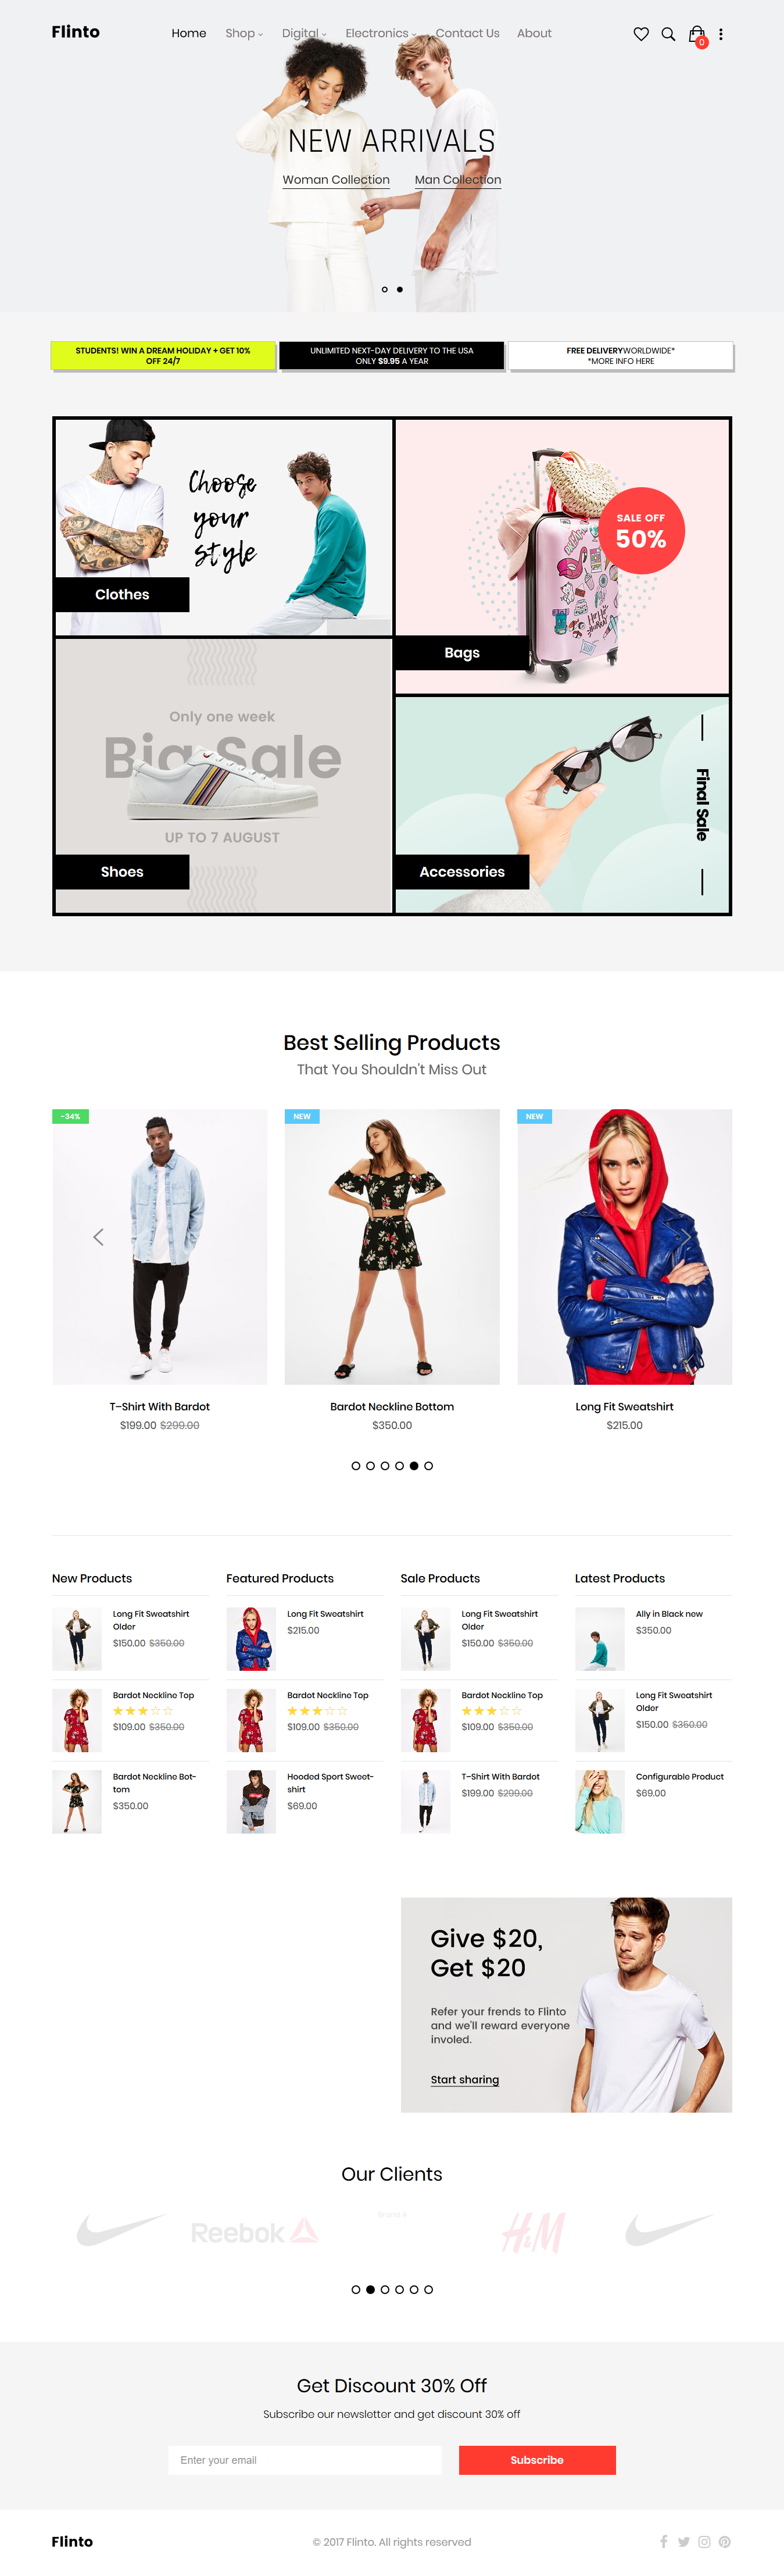 Flinto
Home Shop Digital Electronics Contact Us About
0
NEW ARRIVALS
Woman Collection Man Collection
STUDENTS! WIN A DREAM HOLIDAY + GET 10%
OFF 24/7
UNLIMITED NEXT-DAY DELIVERY TO THE USA
ONLY $9.95 A YEAR
FREE DELIVERYWORLDWIDE*
*MORE INFO HERE
Choose
your
style
Clothes
SALE OFF
50%
Bags
Only one week
Big Sale
UP TO 7 AUGUST
Shoes
Final Sale
Accessories
Best Selling Products
That You Shouldn't Miss Out
-34%
NEW
NEW
T-Shirt With Bardot
$199.00 $299.00
Bardot Neckline Bottom
$350.00
Long Fit Sweatshirt
$215.00
New Products
Long Fit Sweatshirt
Older
$150.00 $350.00
Bardot Neckline Top
$109.00 $350.00
Bardot Neckline Bot-
tom
$350.00
Featured Products
Long Fit Sweatshirt
$215.00
Bardot Neckline Top
$109.00 $350.00
Hooded Sport Sweet-
shirt
$69.00
Sale Products
Long Fit Sweatshirt
Older
$150.00 $350.00
Bardot Neckline Top
$109.00 $350.00
T-Shirt With Bardot
$199.00 $299.00
Latest Products
Ally in Black new
$350.00
Long Fit Sweatshirt
Older
$150.00 $350.00
Configurable Product
$69.00
Give $20,
Get $20
Refer your frends to Flinto
and we'll reward everyone
involed.
Start sharing
Our Clients
Reebok
Brand A
H&M
Get Discount 30% Off
Subscribe our newsletter and get discount 30% off
Enter your email
Subscribe
Flinto
© 2017 Flinto. All rights reserved